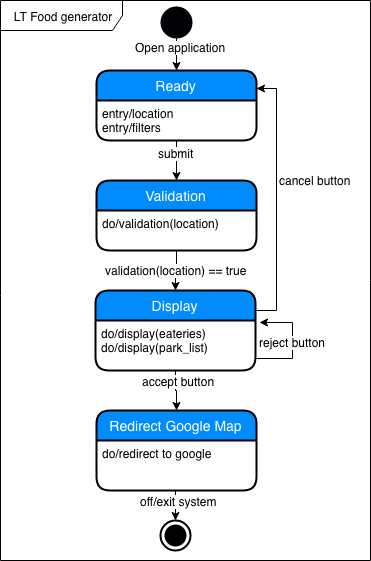 LT Food generator
Open application
Ready
entry/location
entry/filters
submit
cancel button
Validation
do/validation(location)
validation(location) == true
Display
do/display(eateries)
do/display(park_list)
reject button
accept button
Redirect Google Map
do/redirect to google
off/exit system